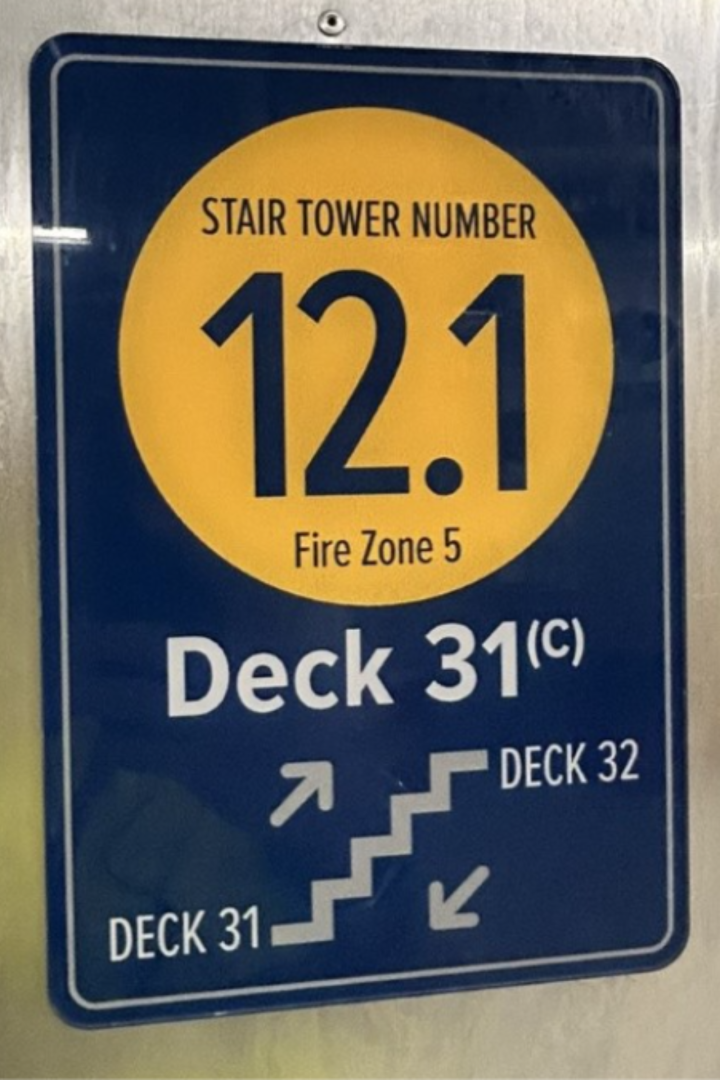 STAIR TOWER NUMBER
12.1
Fire Zone 5
Deck 31(C)
DECK 32
DECK 31